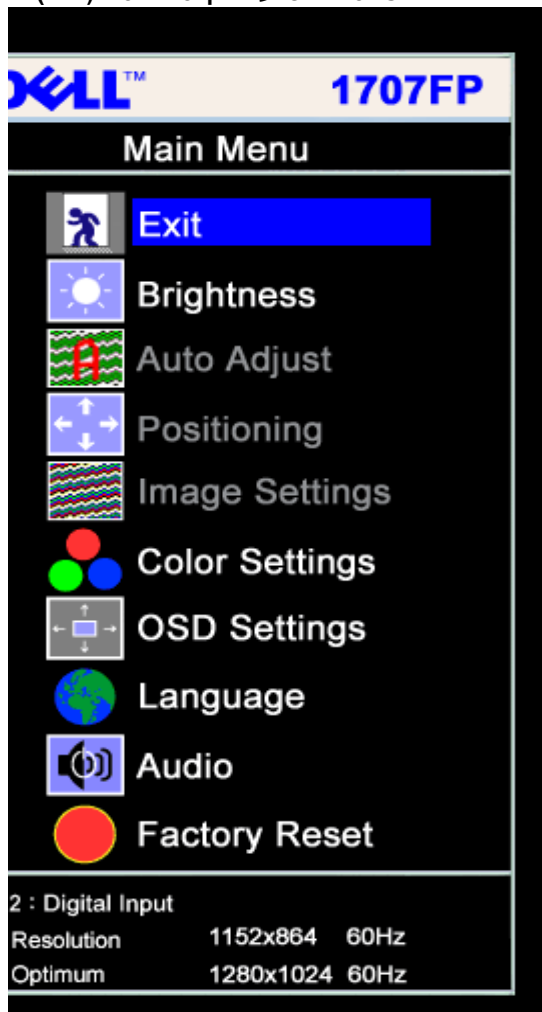 DELL™ 1707FP
Main Menu
Exit
Brightness
Auto Adjust
Positioning
Image Settings
Color Settings
OSD Settings
Language
Audio
Factory Reset
2 : Digital Input
Resolution 1152x864 60Hz
Optimum 1280x1024 60Hz